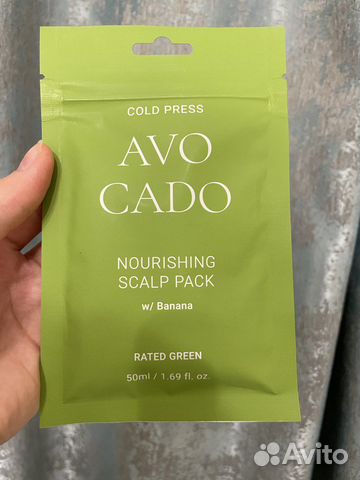 COLD PRESS
AVO
CADO
NOURISHING
SCALP PACK
w/ Banana
RATED GREEN
50ml / 1.69 fl. oz.
Avito